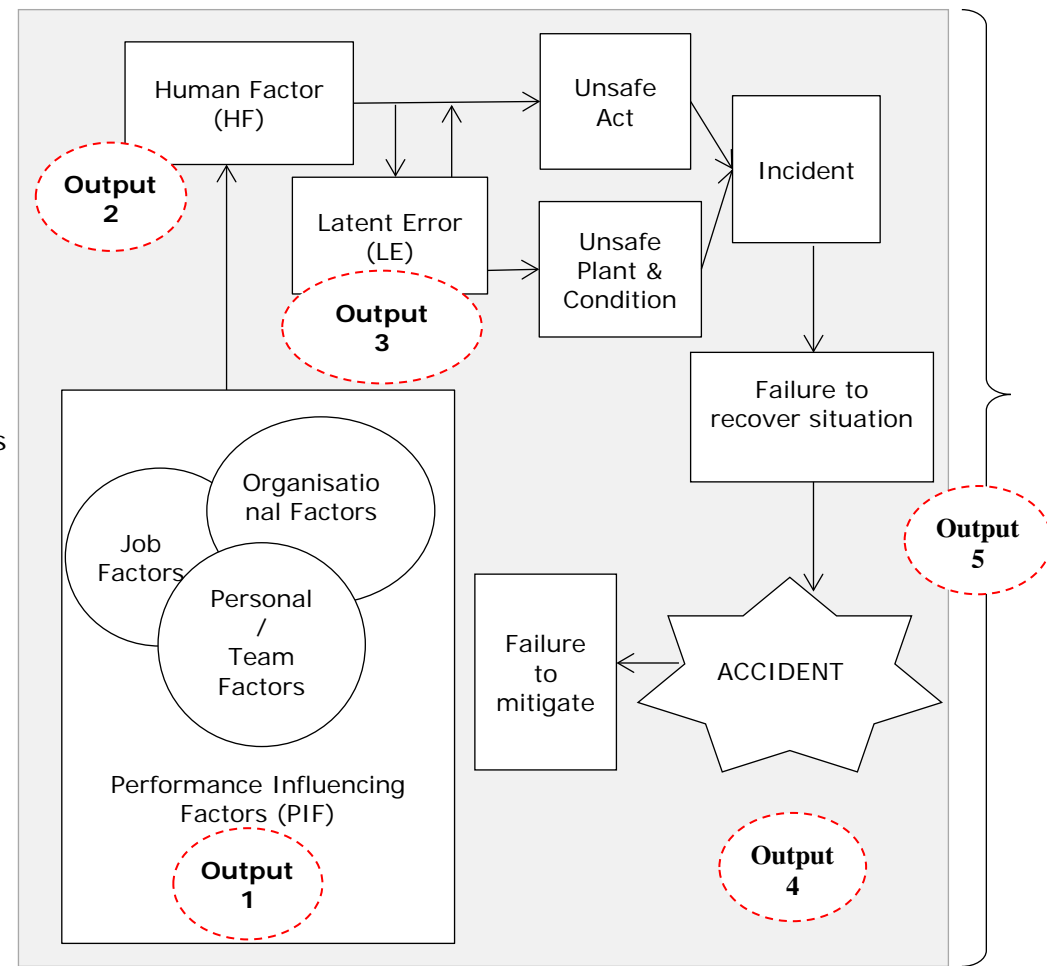 Human Factor
(HF)
Unsafe
Act
Incident
Output
2
Latent Error
(LE)
Unsafe
Plant &
Condition
Output
3
Failure to
recover situation
s
Organisatio
nal Factors
Job
Factors
Personal
/
Team
Factors
Output
5
Failure
to
mitigate
ACCIDENT
Performance Influencing
Factors (PIF)
Output
1
Output
4